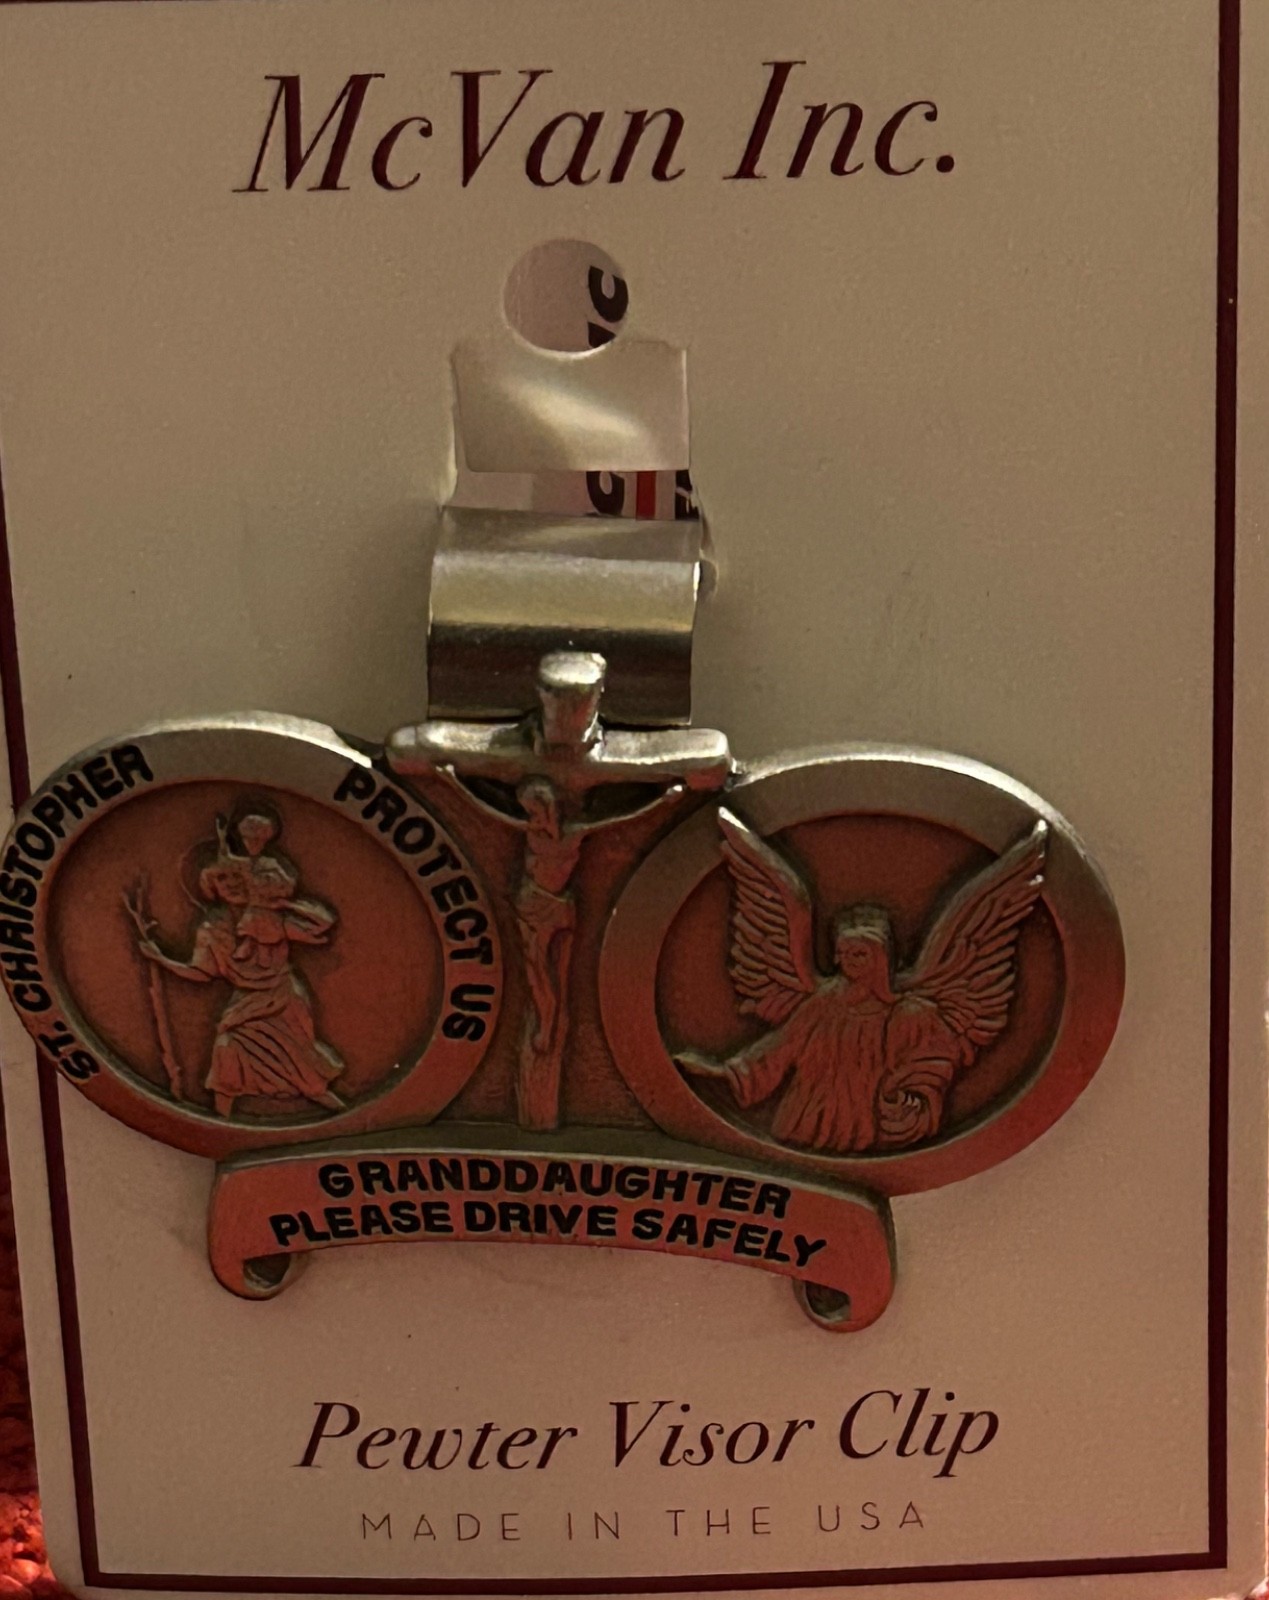 McVan Inc.
ST. CHRISTOPHER
PROTECT US
GRANDDAUGHTER
PLEASE DRIVE SAFELY
Pewter Visor Clip
MADE IN THE USA